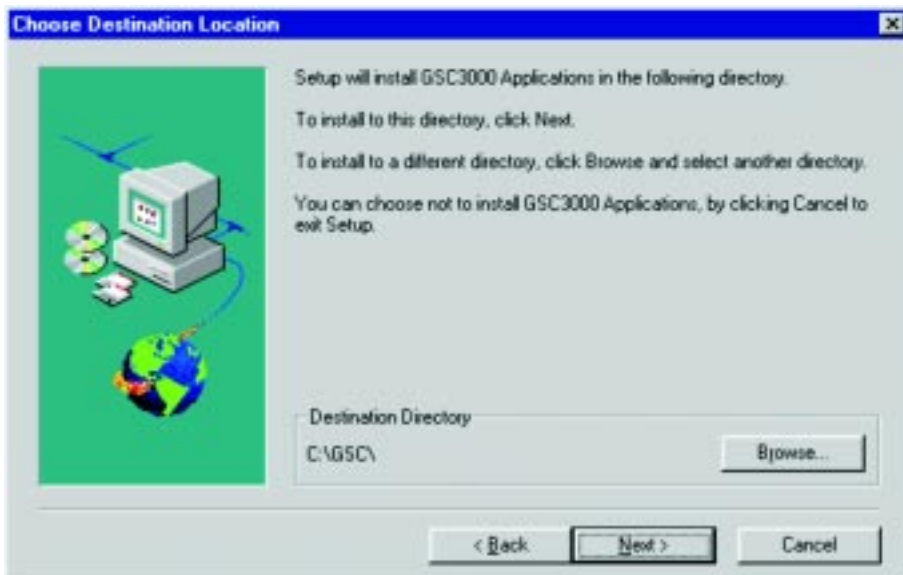 Choose Destination Location
Setup will install GSC3000 Applications in the following directory.
To install to this directory, click Next.
To install to a different directory, click Browse and select another directory.
You can choose not to install GSC3000 Applications, by clicking Cancel to
exit Setup.
Destination Directory
C:\GSC\
Browse...
< Back
Next >
Cancel